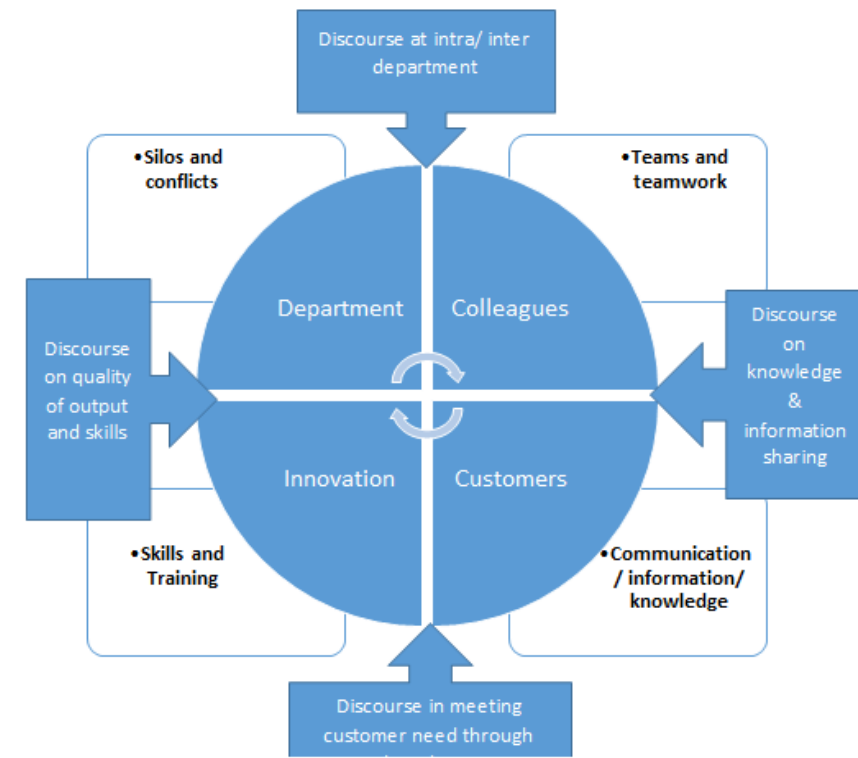 Discourse at intra/ inter
department
•Silos and
conflicts
•Teams and
teamwork
Department
Colleagues
Discourse
on quality
of output
and skills
Discourse
on
knowledge
&
information
sharing
Innovation
Customers
•Skills and
Training
•Communication
/ information/
knowledge
Discourse in meeting
customer need through